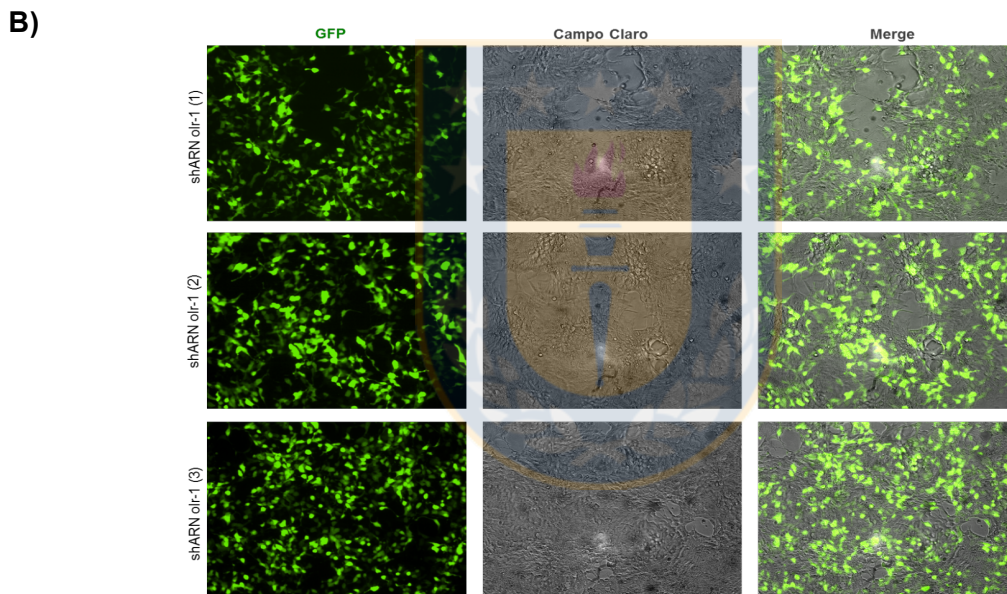 B)
GFP Campo Claro Merge
shARN olr-1 (1)
shARN olr-1 (2)
shARN olr-1 (3)